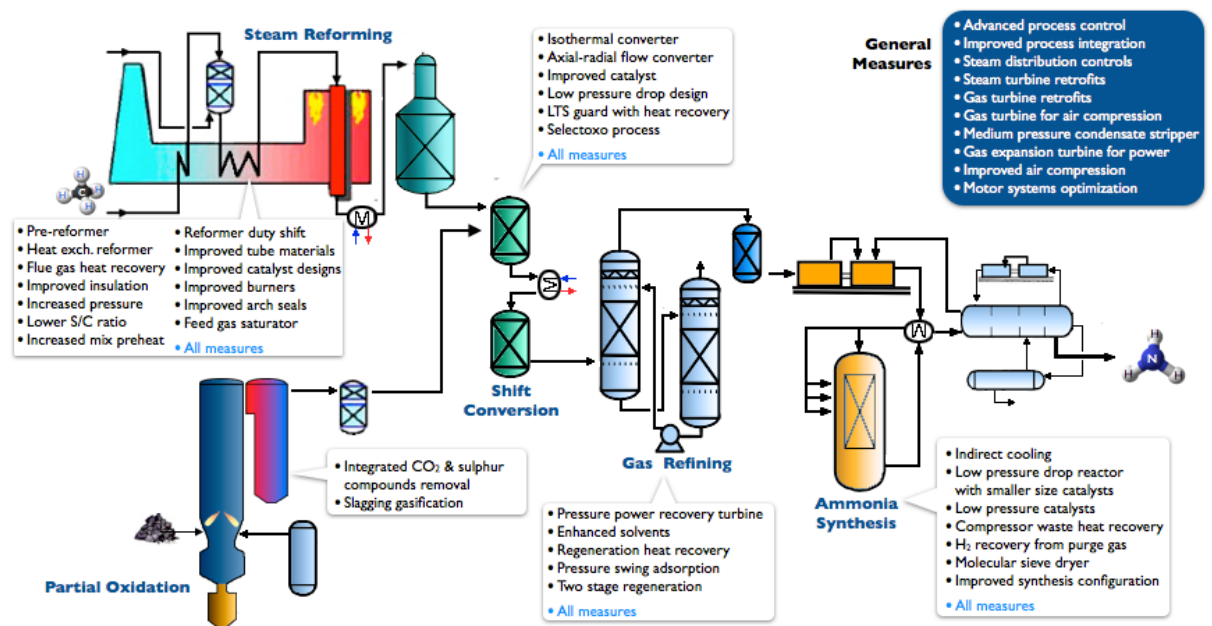 Steam Reforming
H
H
C
H
H
• Pre-reformer
• Heat exch. reformer
• Flue gas heat recovery
• Improved insulation
• Increased pressure
• Lower S/C ratio
• Increased mix preheat
• Reformer duty shift
• Improved tube materials
• Improved catalyst designs
• Improved burners
• Improved arch seals
• Feed gas saturator
• All measures
• Isothermal converter
• Axial-radial flow converter
• Improved catalyst
• Low pressure drop design
• LTS guard with heat recovery
• Selectoxo process
• All measures
General
Measures
• Advanced process control
• Improved process integration
• Steam distribution controls
• Steam turbine retrofits
• Gas turbine retrofits
• Gas turbine for air compression
• Medium pressure condensate stripper
• Gas expansion turbine for power
• Improved air compression
• Motor systems optimization
Shift
Conversion
Partial Oxidation
• Integrated CO₂ & sulphur
compounds removal
• Slagging gasification
Gas Refining
• Pressure power recovery turbine
• Enhanced solvents
• Regeneration heat recovery
• Pressure swing adsorption
• Two stage regeneration
• All measures
Ammonia
Synthesis
• Indirect cooling
• Low pressure drop reactor
with smaller size catalysts
• Low pressure catalysts
• Compressor waste heat recovery
• H₂ recovery from purge gas
• Molecular sieve dryer
• Improved synthesis configuration
• All measures
H
N
H
H